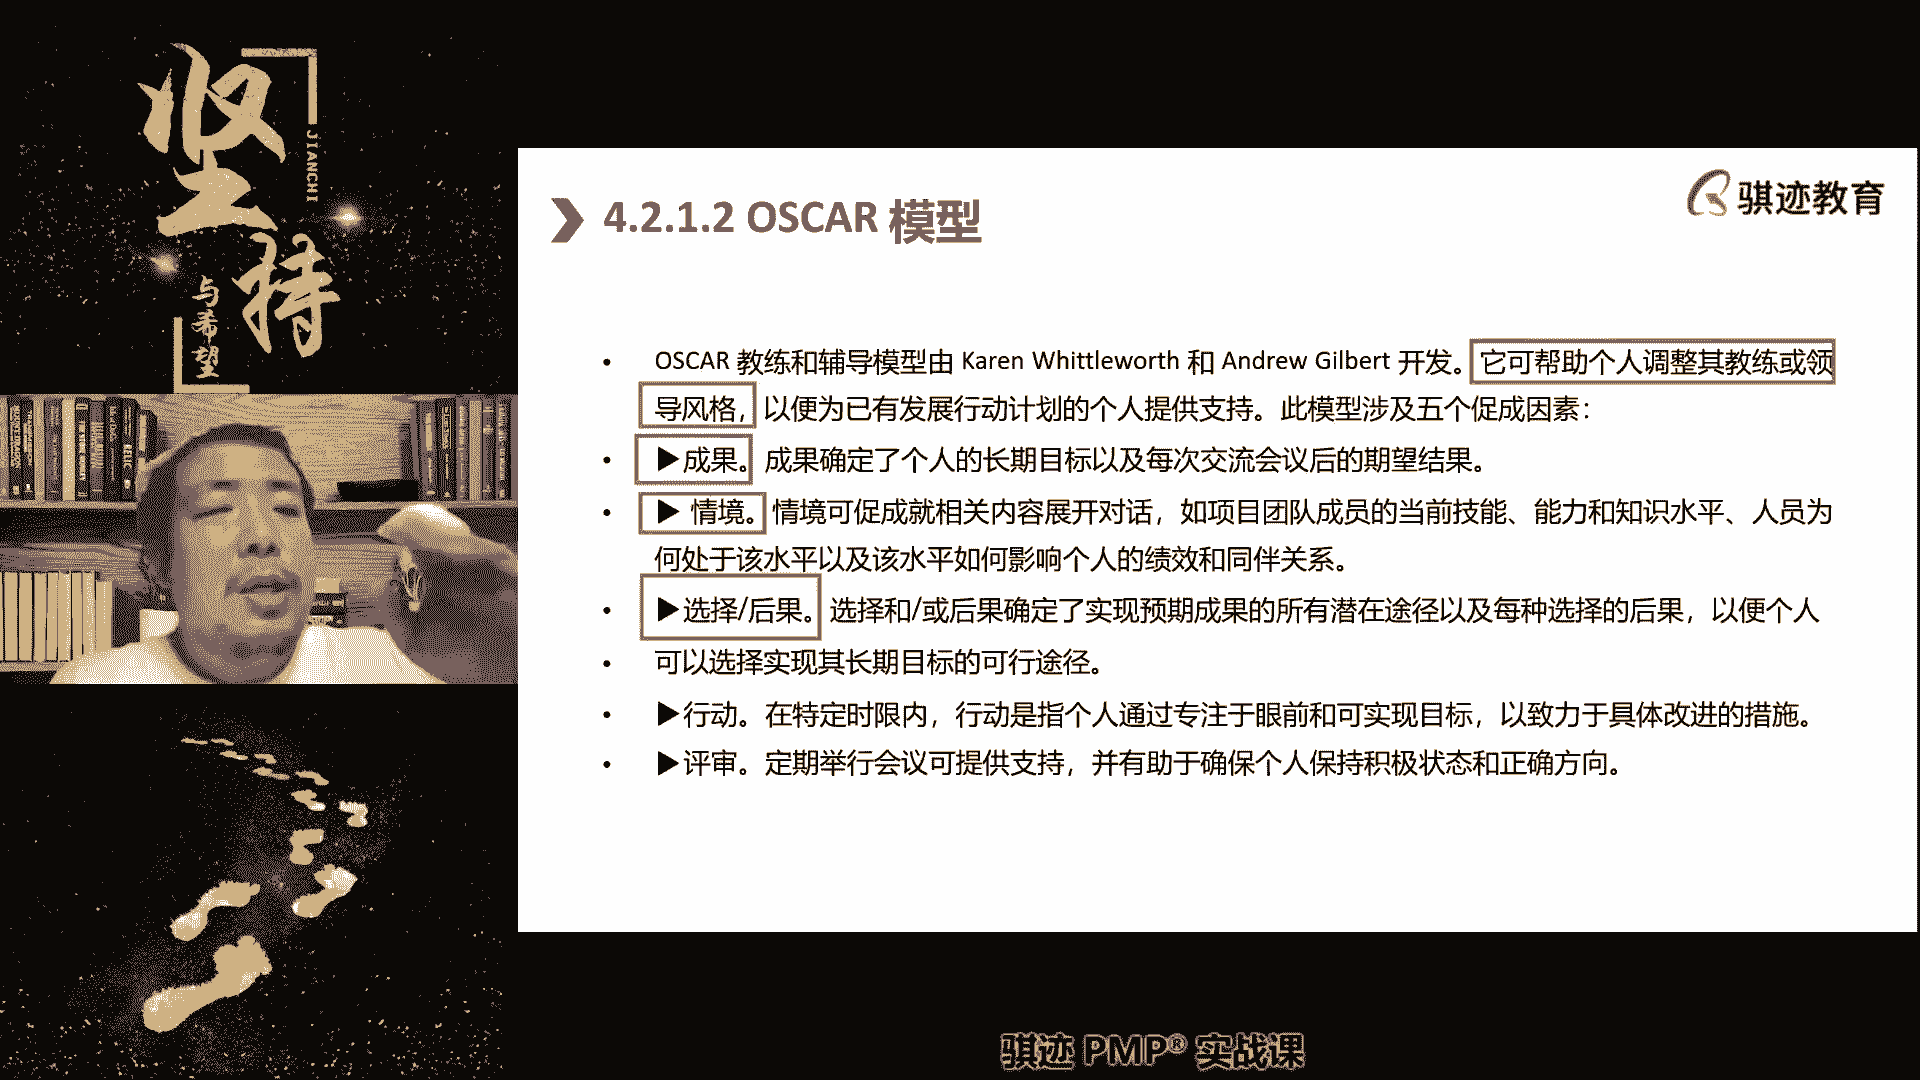 坚持
JIANCHI
与希望
骐迹教育
4.2.1.2 OSCAR 模型
• OSCAR 教练和辅导模型由 Karen Whittleworth 和 Andrew Gilbert 开发。它可帮助个人调整其教练或领
导风格，以便为已有发展行动计划的个人提供支持。此模型涉及五个促成因素：
• ▶成果。成果确定了个人的长期目标以及每次交流会议后的期望结果。
• ▶ 情境。情境可促成就相关内容展开对话，如项目团队成员的当前技能、能力和知识水平、人员为
何处于该水平以及该水平如何影响个人的绩效和同伴关系。
• ▶选择/后果。选择和/或后果确定了实现预期成果的所有潜在途径以及每种选择的后果，以便个人
• 可以选择实现其长期目标的可行途径。
• ▶行动。在特定时限内，行动是指个人通过专注于眼前和可实现目标，以致力于具体改进的措施。
• ▶评审。定期举行会议可提供支持，并有助于确保个人保持积极状态和正确方向。
骐迹 PMP® 实战课